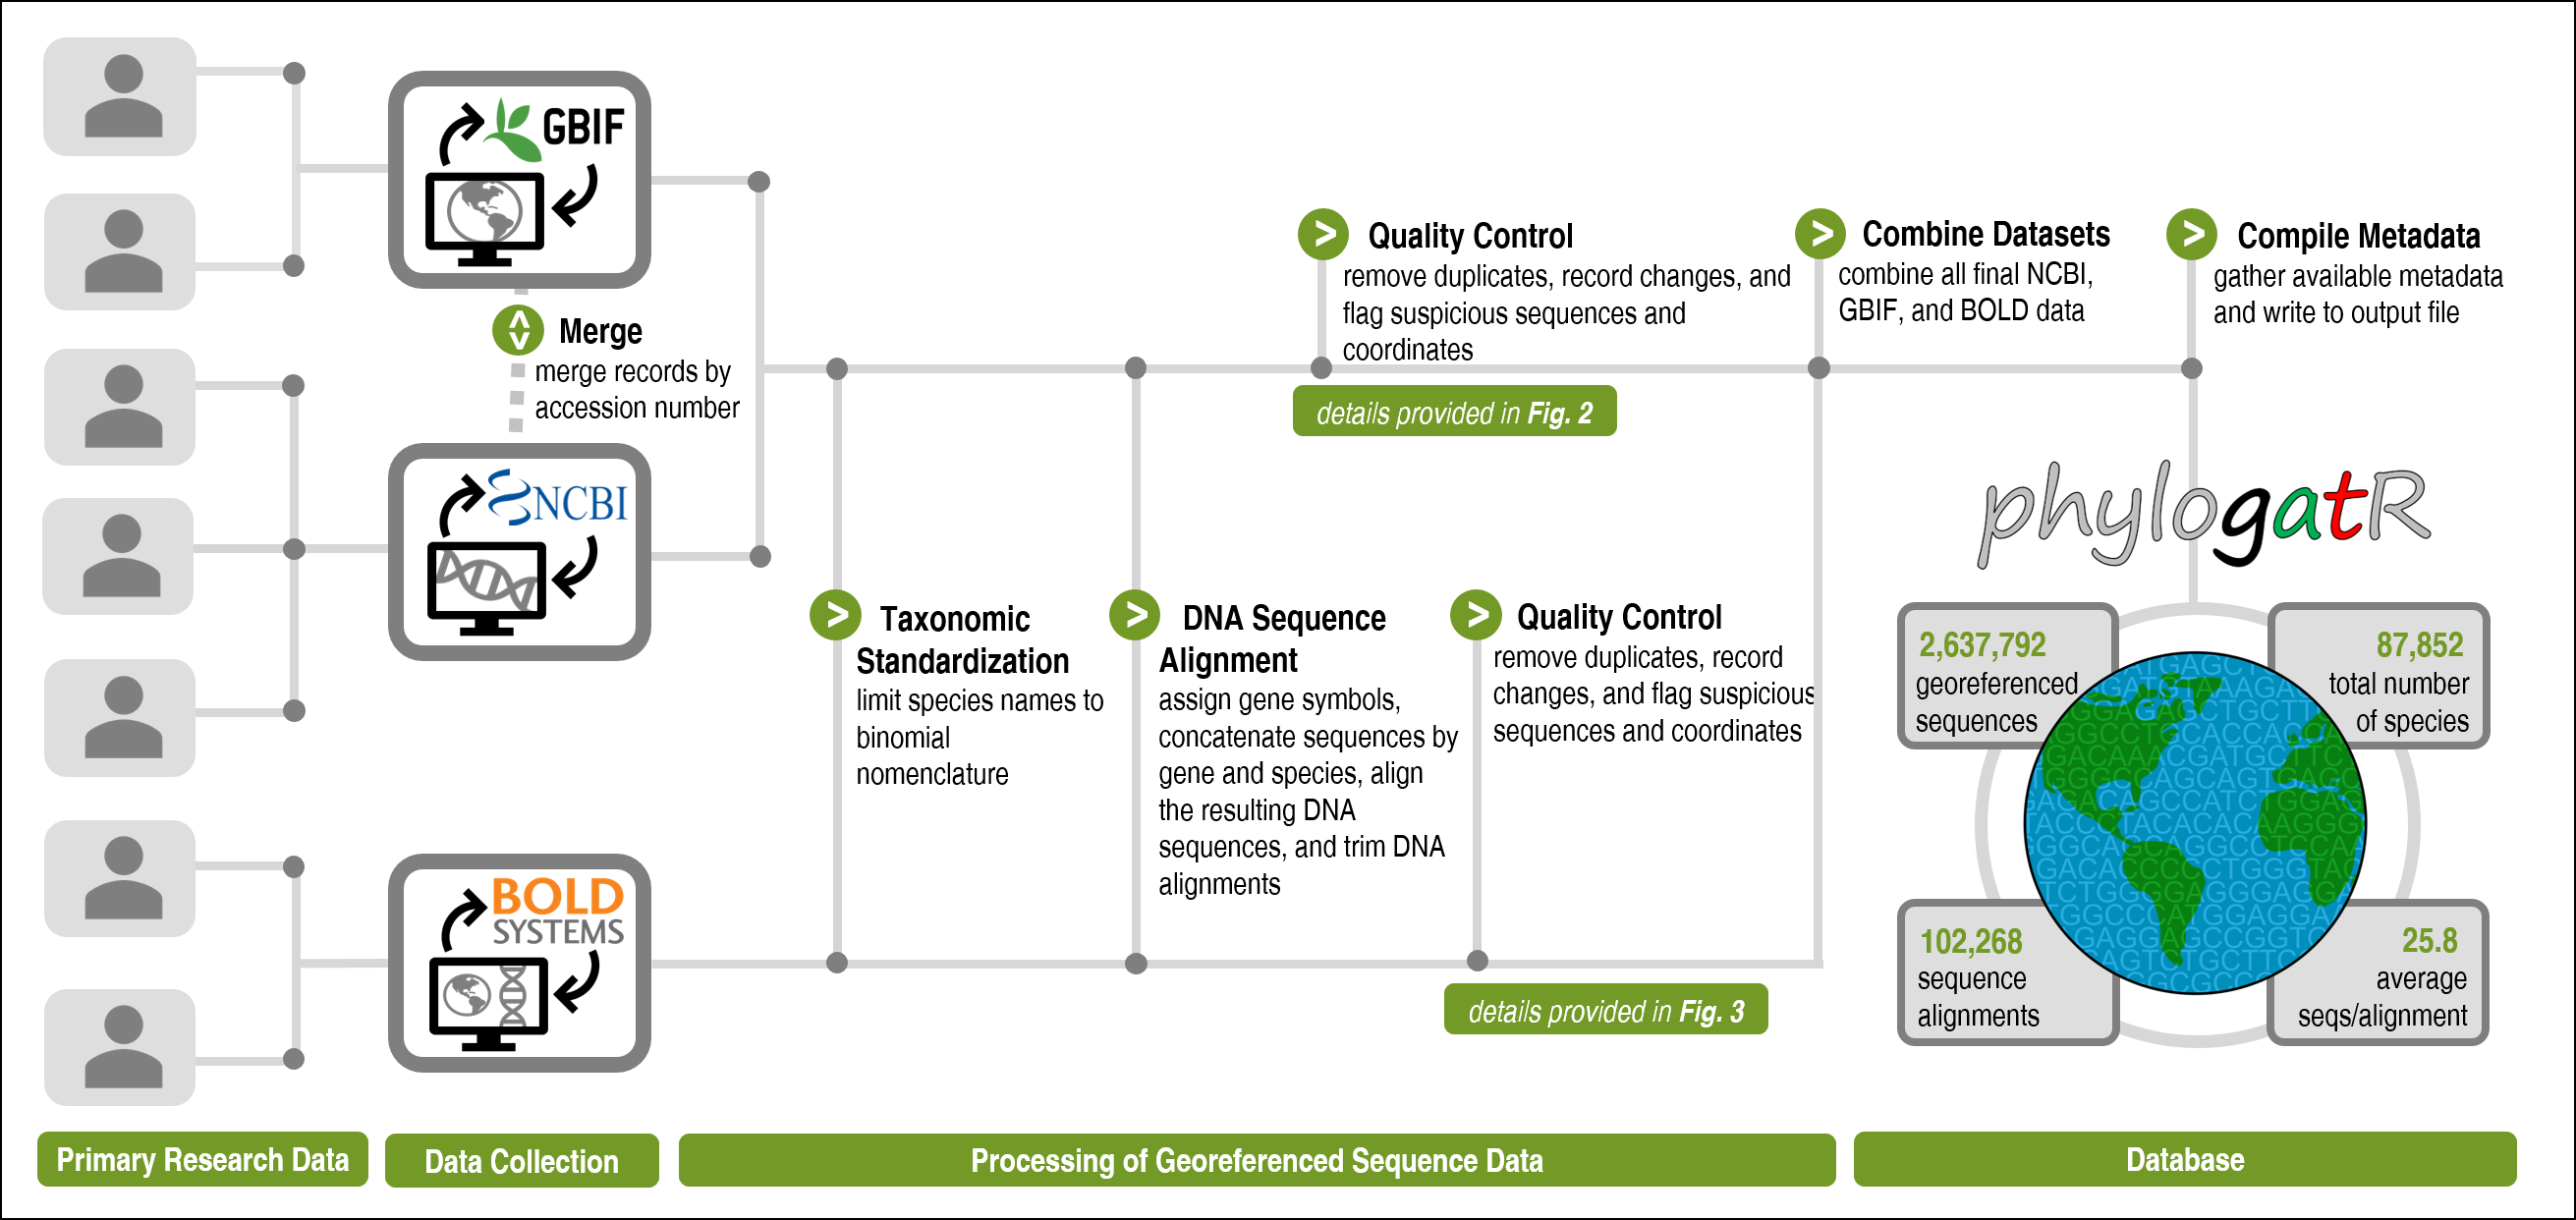 GBIF
Merge
merge records by
accession number
NCBI
BOLD
SYSTEMS
Quality Control
remove duplicates, record changes, and
flag suspicious sequences and
coordinates
details provided in Fig. 2
Combine Datasets
combine all final NCBI,
GBIF, and BOLD data
Compile Metadata
gather available metadata
and write to output file
Taxonomic
Standardization
limit species names to
binomial
nomenclature
DNA Sequence
Alignment
assign gene symbols,
concatenate sequences by
gene and species, align
the resulting DNA
sequences, and trim DNA
alignments
Quality Control
remove duplicates, record
changes, and flag suspicious
sequences and coordinates
details provided in Fig. 3
phylogatR
2,637,792
georeferenced
sequences
87,852
total number
of species
102,268
sequence
alignments
25.8
average
seqs/alignment
Primary Research Data
Data Collection
Processing of Georeferenced Sequence Data
Database